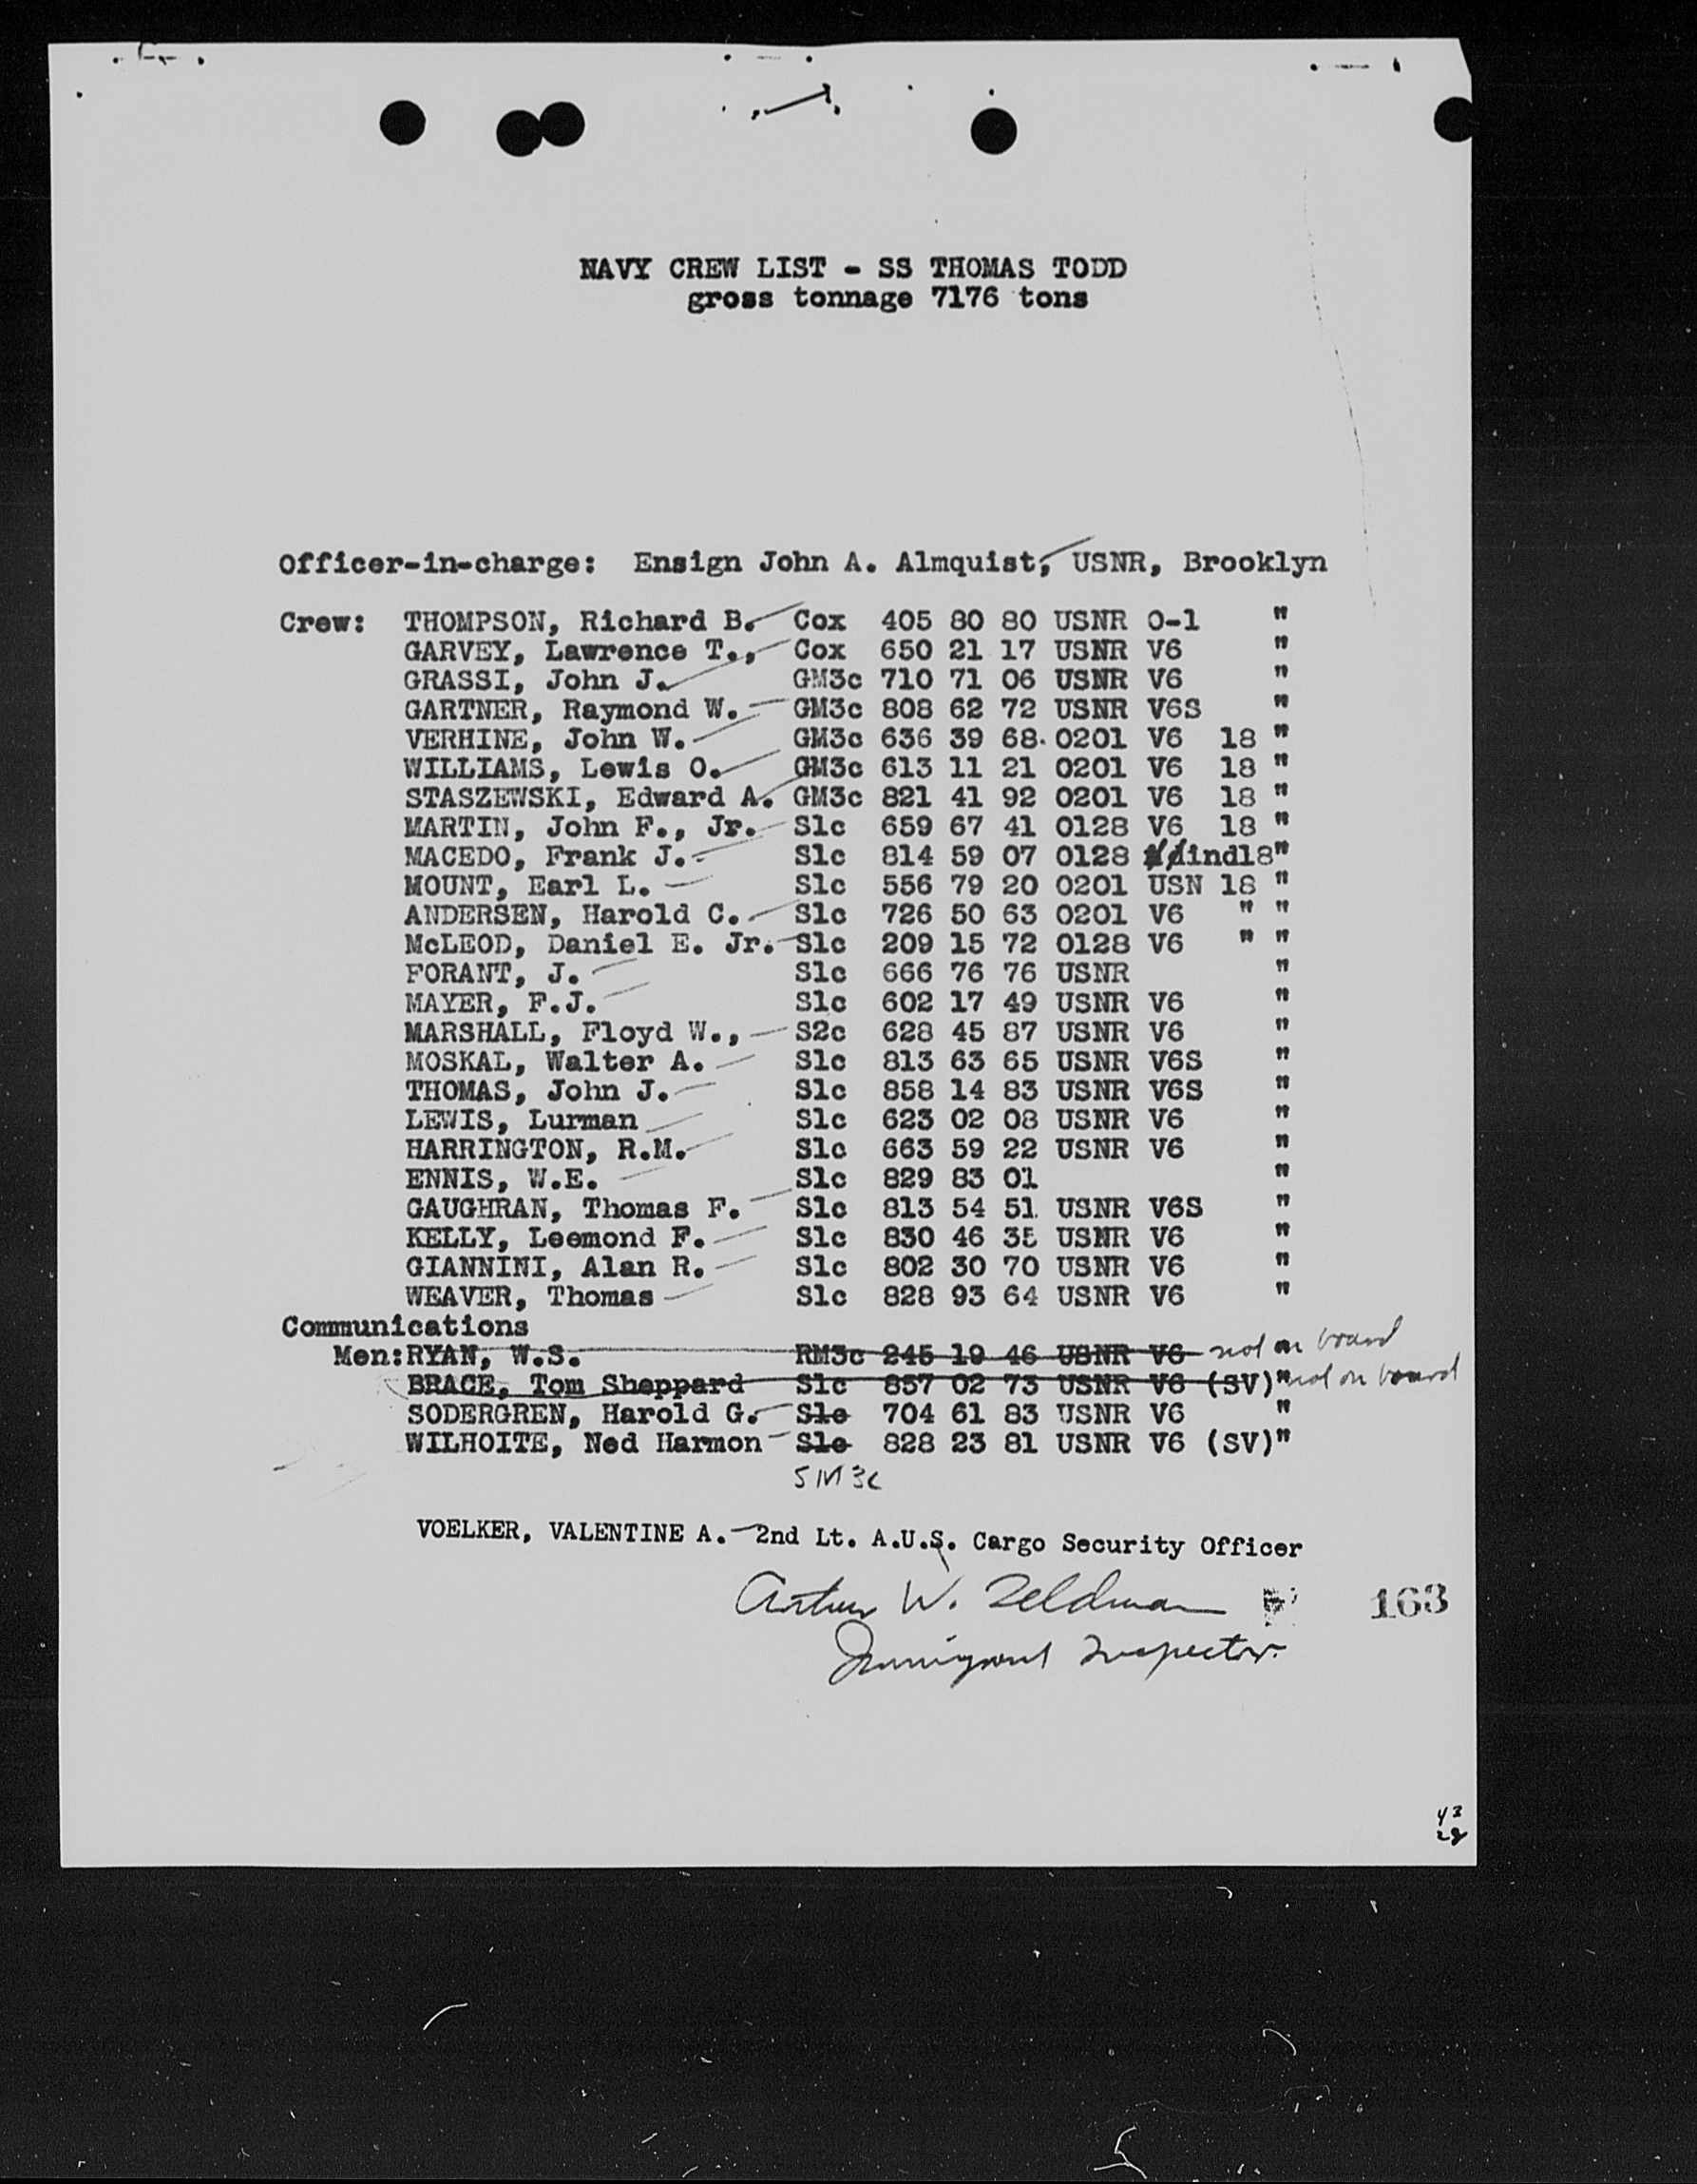 NAVY CREW LIST - SS THOMAS TODD
gross tonnage 7176 tons
Officer-in-charge: Ensign John A. Almquist, USNR, Brooklyn
Crew: THOMPSON, Richard B. Cox 405 80 80 USNR O-1 "
GARVEY, Lawrence T., Cox 650 21 17 USNR V6 "
GRASSI, John J. GM3c 710 71 06 USNR V6 "
GARTNER, Raymond W. GM3c 808 62 72 USNR V6S "
VERHINE, John W. GM3c 636 39 68 0201 V6 18 "
WILLIAMS, Lewis O. GM3c 613 11 21 0201 V6 18 "
STASZEWSKI, Edward A. GM3c 821 41 92 0201 V6 18 "
MARTIN, John F., Jr. S1c 659 67 41 0128 V6 18 "
MACEDO, Frank J. S1c 814 59 07 0128 ind18"
MOUNT, Earl L. S1c 556 79 20 0201 USN 18 "
ANDERSEN, Harold C. S1c 726 50 63 0201 V6 " "
McLEOD, Daniel E. Jr. S1c 209 15 72 0128 V6 " "
FORANT, J. S1c 666 76 76 USNR "
MAYER, F.J. S1c 602 17 49 USNR V6 "
MARSHALL, Floyd W., S2c 628 45 87 USNR V6 "
MOSKAL, Walter A. S1c 813 63 65 USNR V6S "
THOMAS, John J. S1c 858 14 83 USNR V6S "
LEWIS, Lurman S1c 623 02 08 USNR V6 "
HARRINGTON, R.M. S1c 663 59 22 USNR V6 "
ENNIS, W.E. S1c 829 83 01 "
GAUGHRAN, Thomas F. S1c 813 54 51 USNR V6S "
KELLY, Leemond F. S1c 830 46 35 USNR V6 "
GIANNINI, Alan R. S1c 802 30 70 USNR V6 "
WEAVER, Thomas S1c 828 93 64 USNR V6 "
Communications
Men: RYAN, W.S. RM3c 245 19 46 USNR V6 " not on board
BRACE, Tom Sheppard S1c 857 02 73 USNR V6 (SV)" not on board
SODERGREN, Harold G. S1c 704 61 83 USNR V6 "
WILHOITE, Ned Harmon S1c 828 23 81 USNR V6 (SV)"
SM 3c
VOELKER, VALENTINE A. 2nd Lt. A.U.S. Cargo Security Officer
Arthur W. Zeldman
163
Immigrant Inspector.
43
28